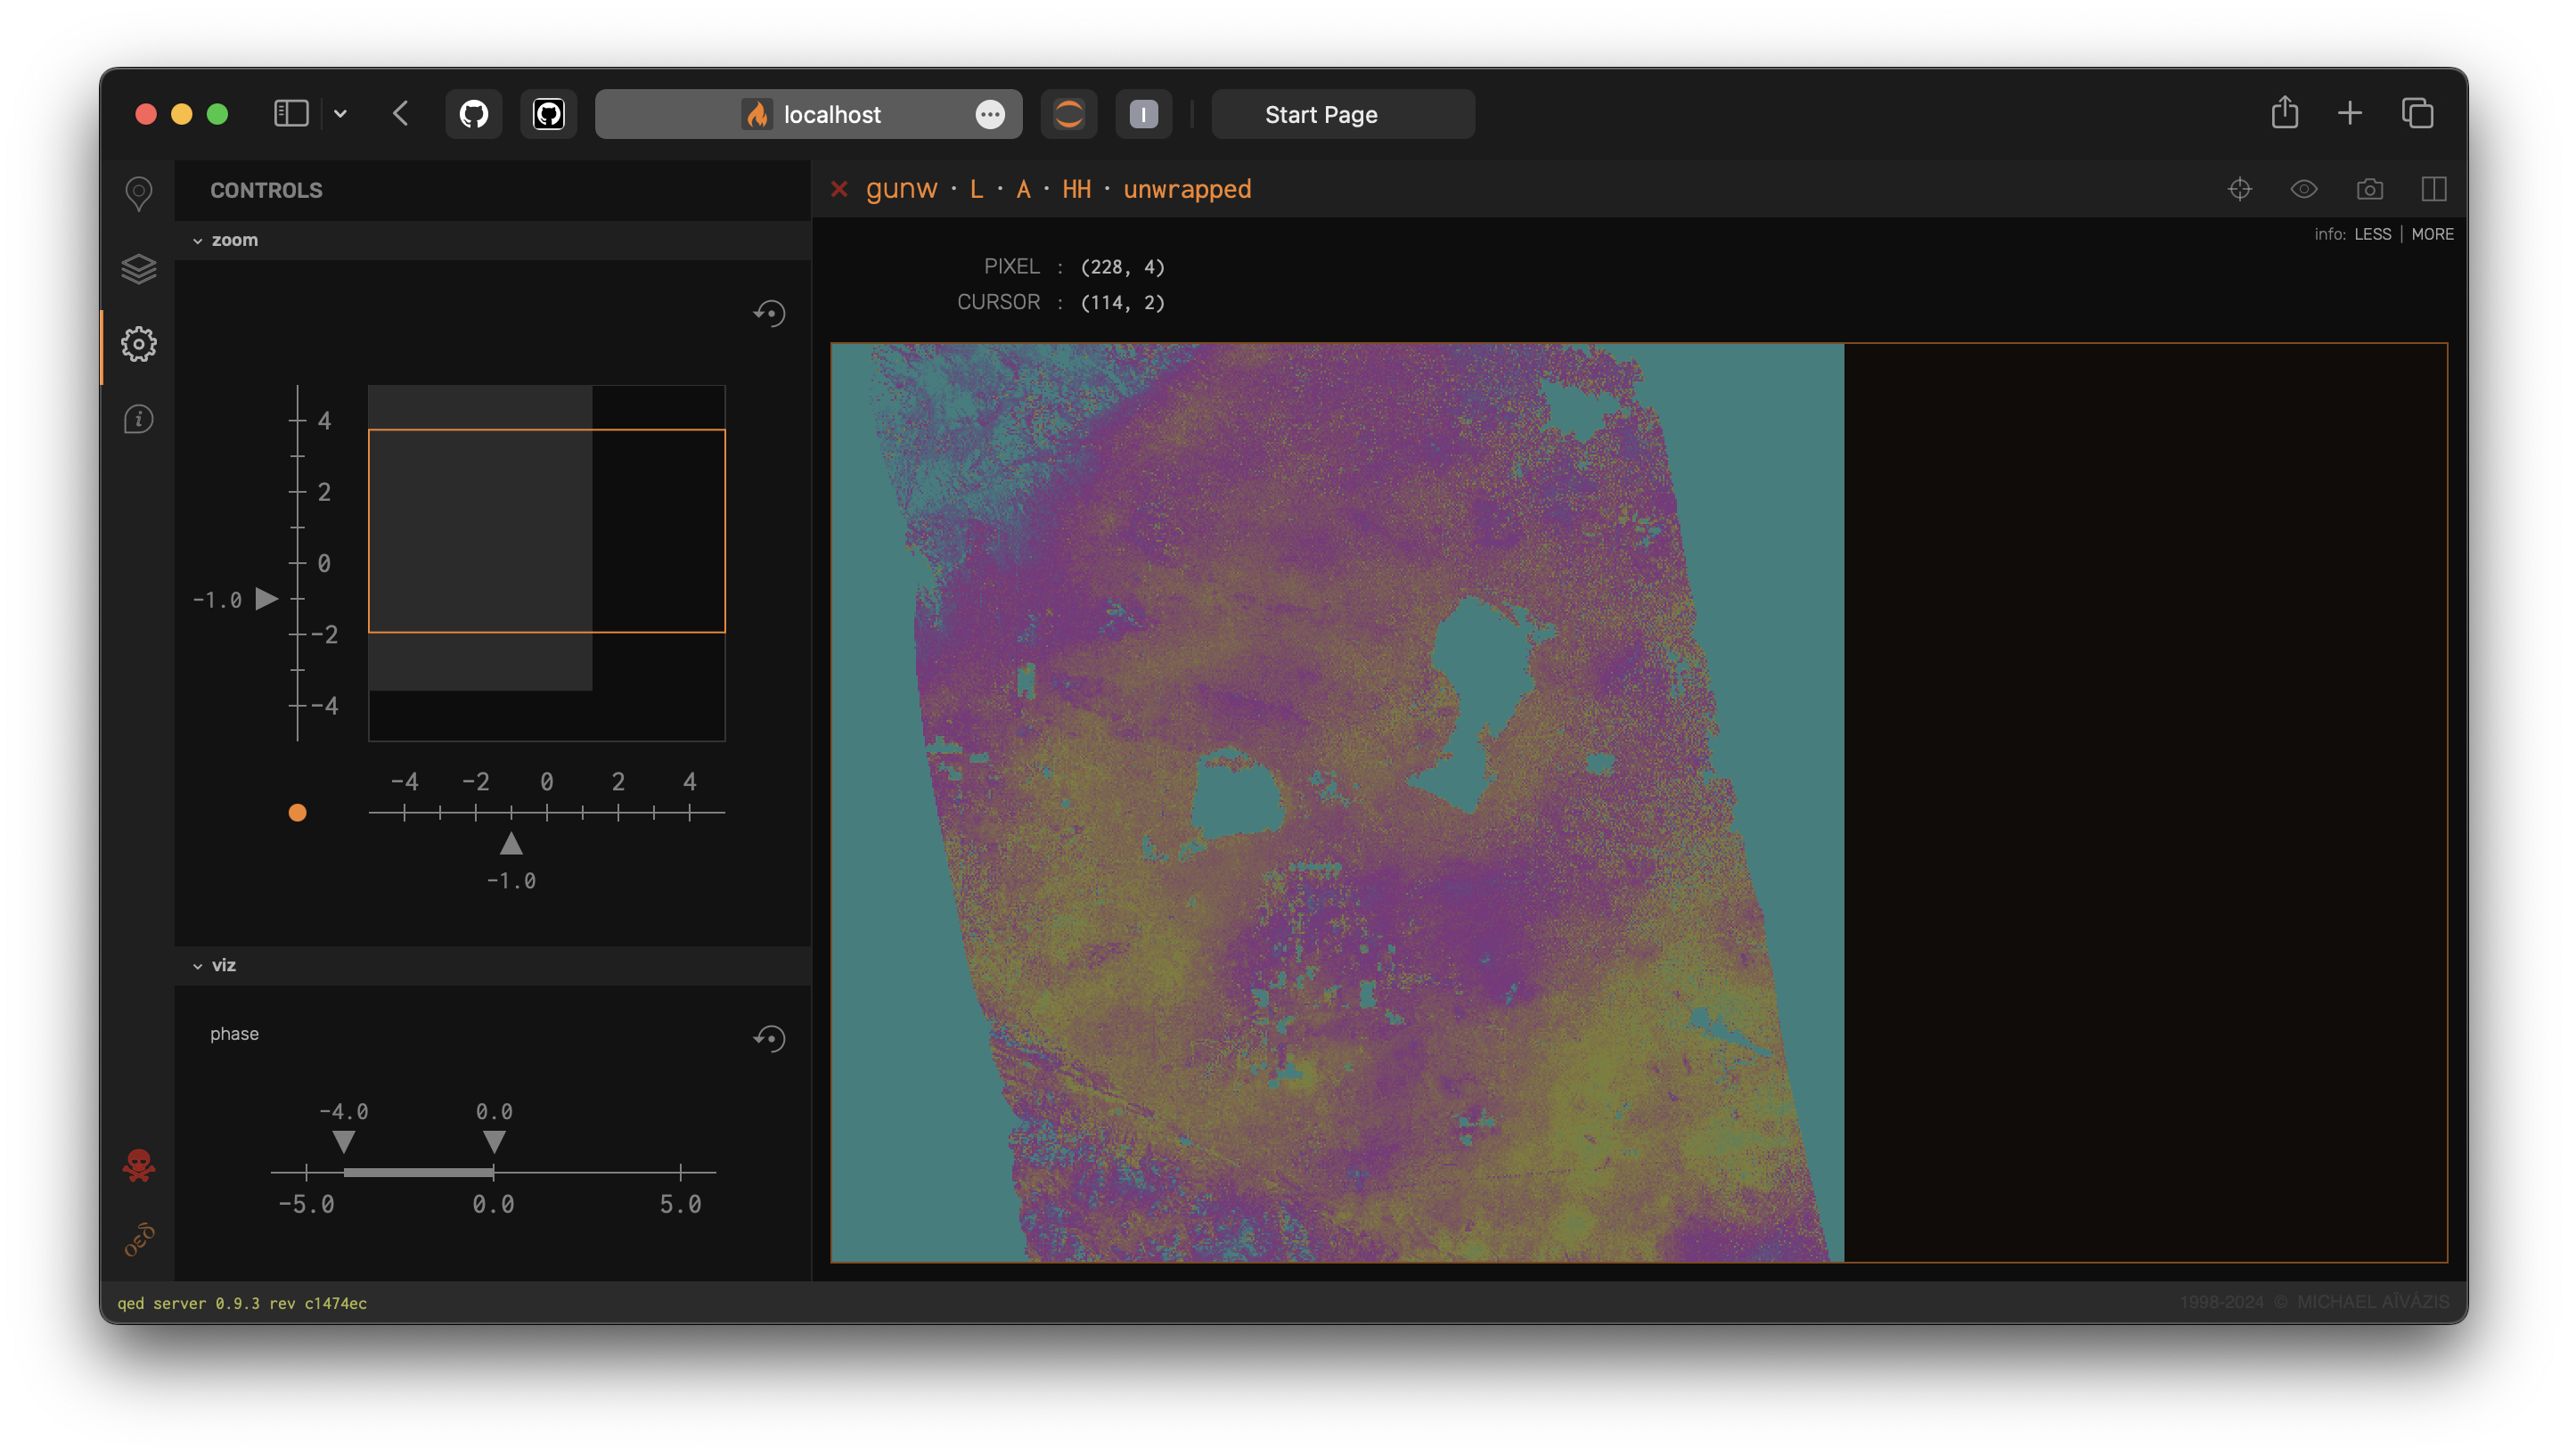 localhost
I
Start Page
CONTROLS
zoom
4
2
0
-2
-4
-1.0
-4 -2 0 2 4
-1.0
viz
phase
-4.0 0.0
-5.0 0.0 5.0
× gunw · L · A · HH · unwrapped
info: LESS | MORE
PIXEL : (228, 4)
CURSOR : (114, 2)
qed server 0.9.3 rev c1474ec
1998-2024 © MICHAEL AÏVÁZIS